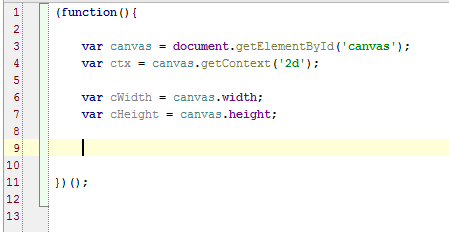 1 (function(){
2
3 var canvas = document.getElementById('canvas');
4 var ctx = canvas.getContext('2d');
5
6 var cWidth = canvas.width;
7 var cHeight = canvas.height;
8
9
10
11 })();
12
13